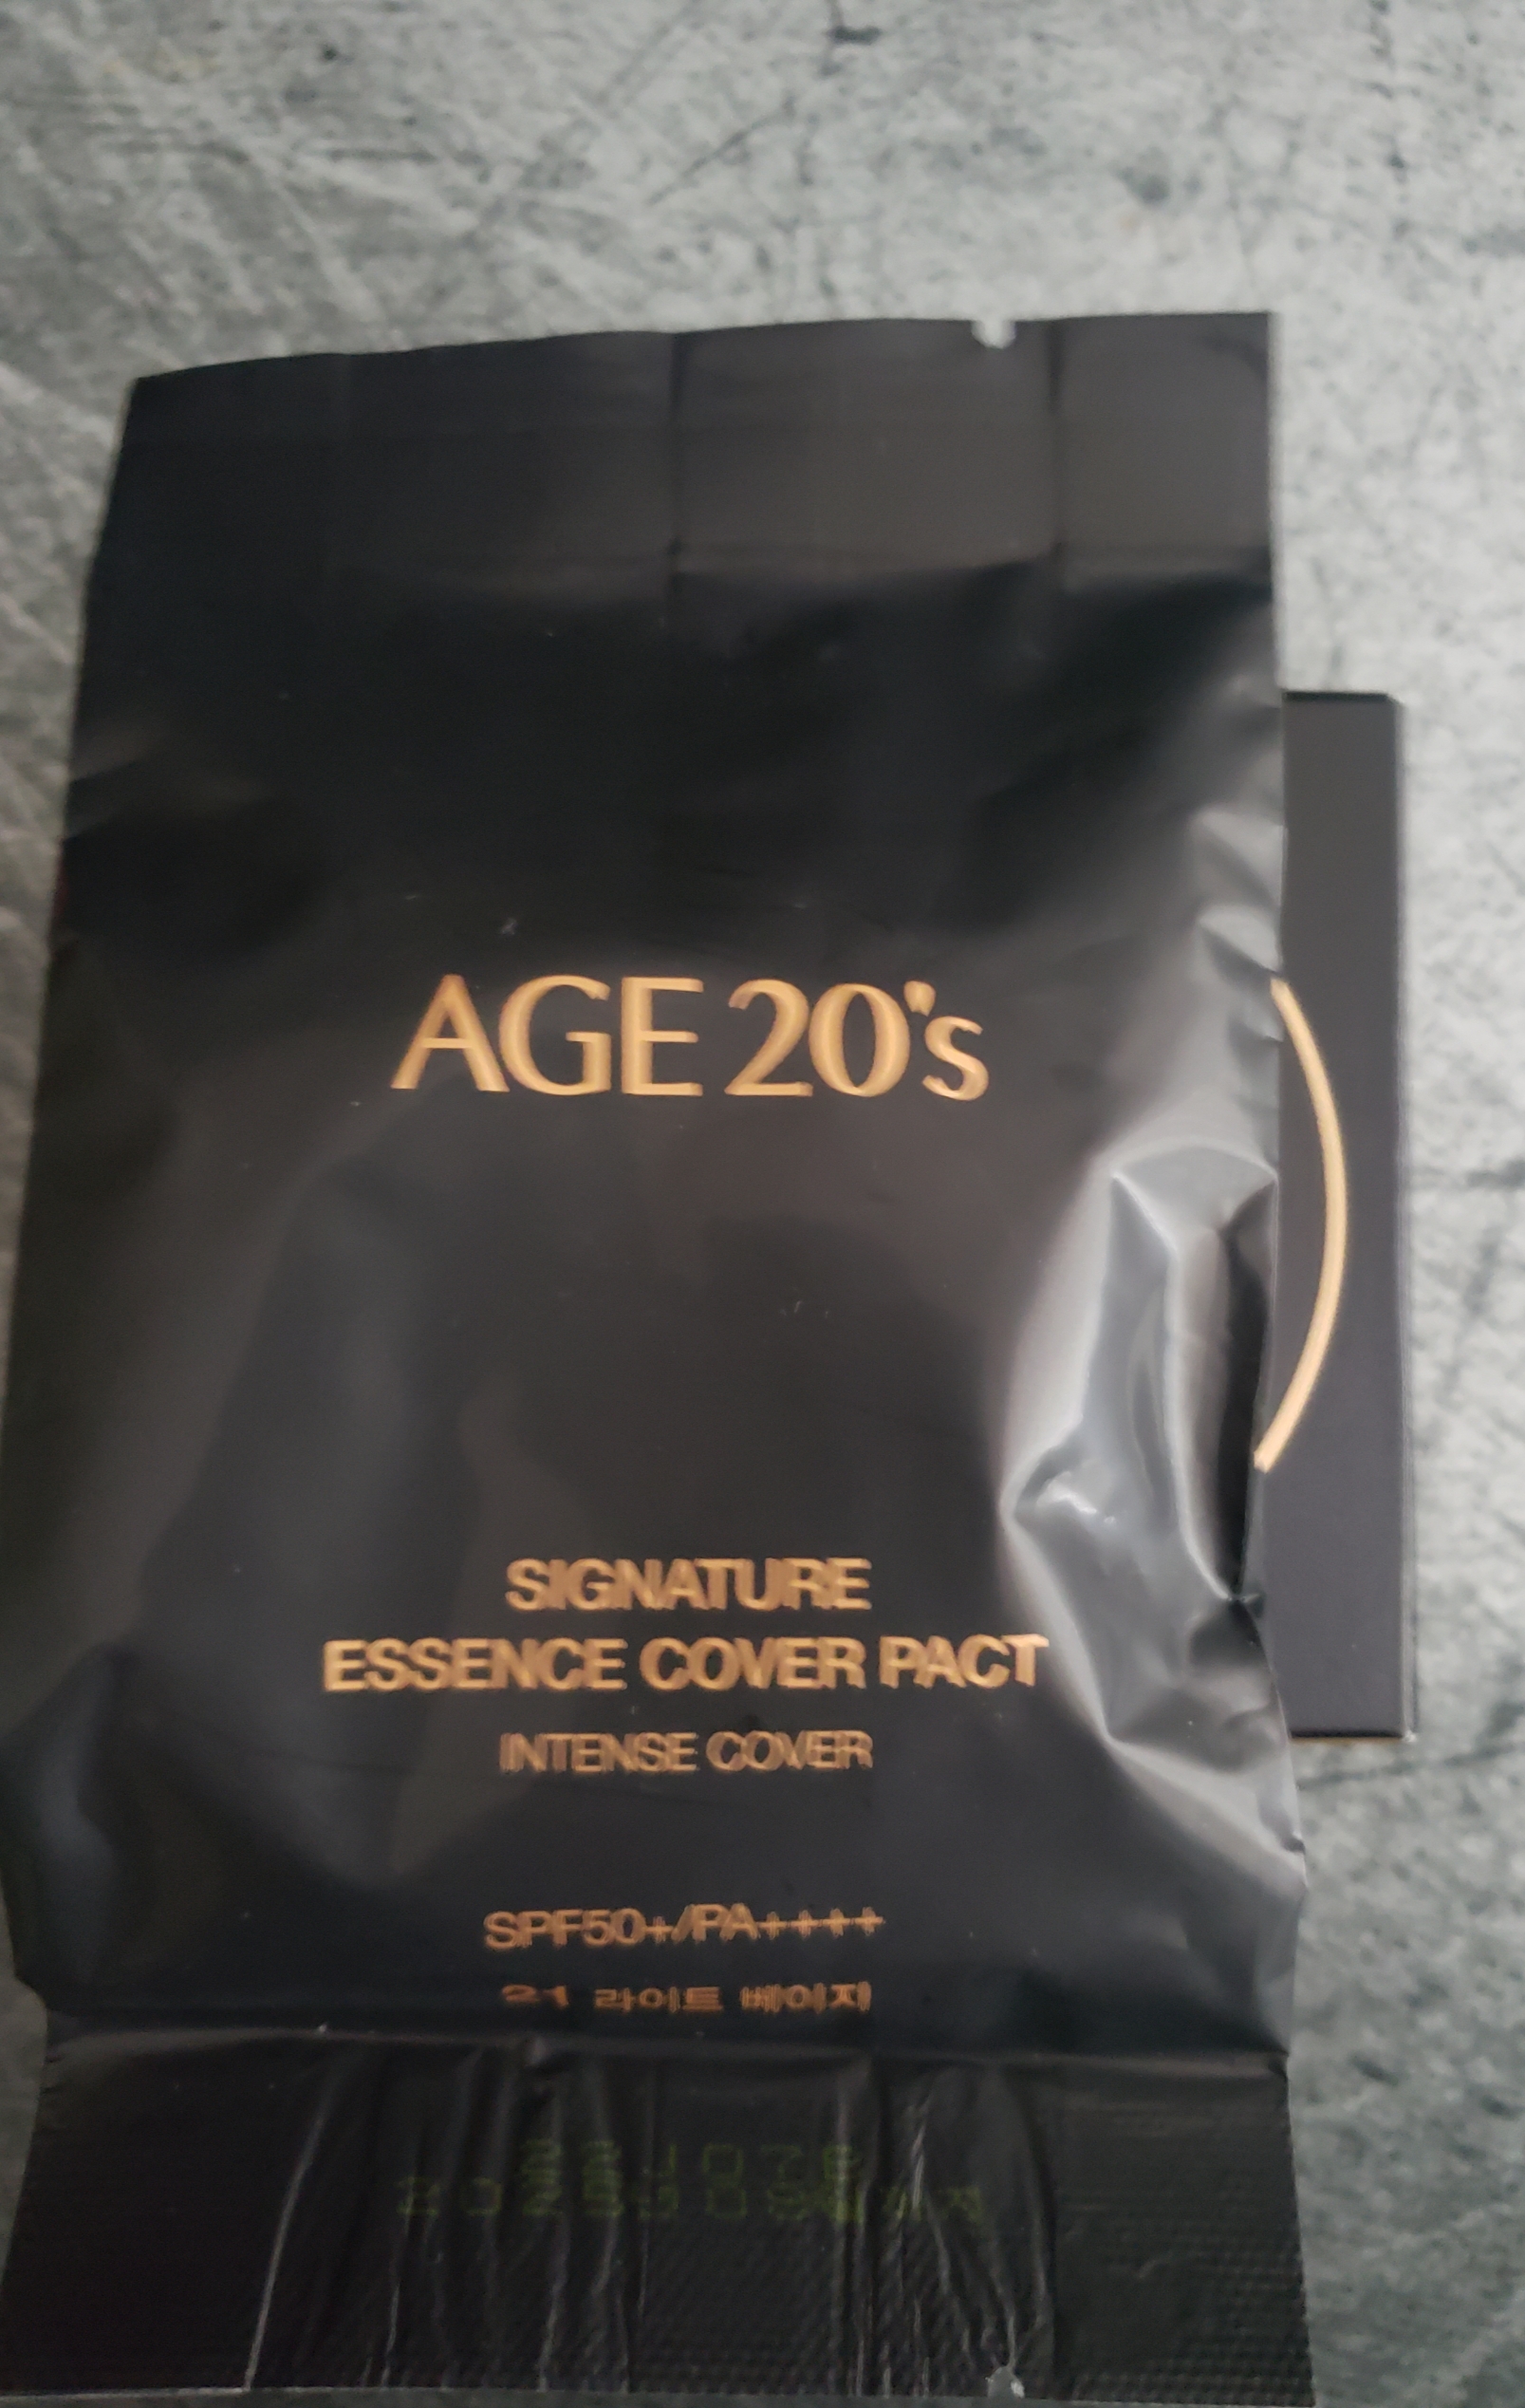 AGE 20's
SIGNATURE
ESSENCE COVER PACT
INTENSE COVER
SPF50+/PA++++
21 라이트 베이지